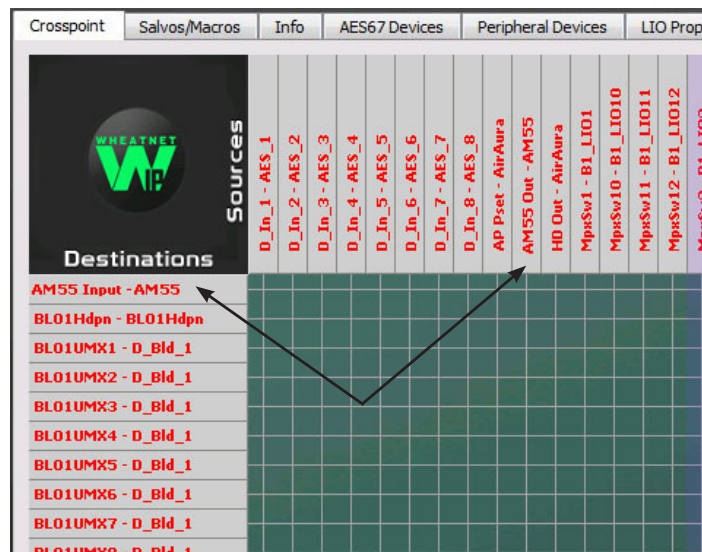 Crosspoint
Salvos/Macros
Info
AES67 Devices
Peripheral Devices
LIO Prop
WHEATNET
IP
Sources
Destinations
D_In_1 - AES_1
D_In_2 - AES_2
D_In_3 - AES_3
D_In_4 - AES_4
D_In_5 - AES_5
D_In_6 - AES_6
D_In_7 - AES_7
D_In_8 - AES_8
AP Pset - AirAura
AM55 Out - AM55
HD Out - AirAura
MpxSw1 - B1_LIO1
MpxSw10 - B1_LIO10
MpxSw11 - B1_LIO11
MpxSw12 - B1_LIO12
AM55 Input - AM55
BL01Hdpn - BL01Hdpn
BL01UMX1 - D_Bld_1
BL01UMX2 - D_Bld_1
BL01UMX3 - D_Bld_1
BL01UMX4 - D_Bld_1
BL01UMX5 - D_Bld_1
BL01UMX6 - D_Bld_1
BL01UMX7 - D_Bld_1